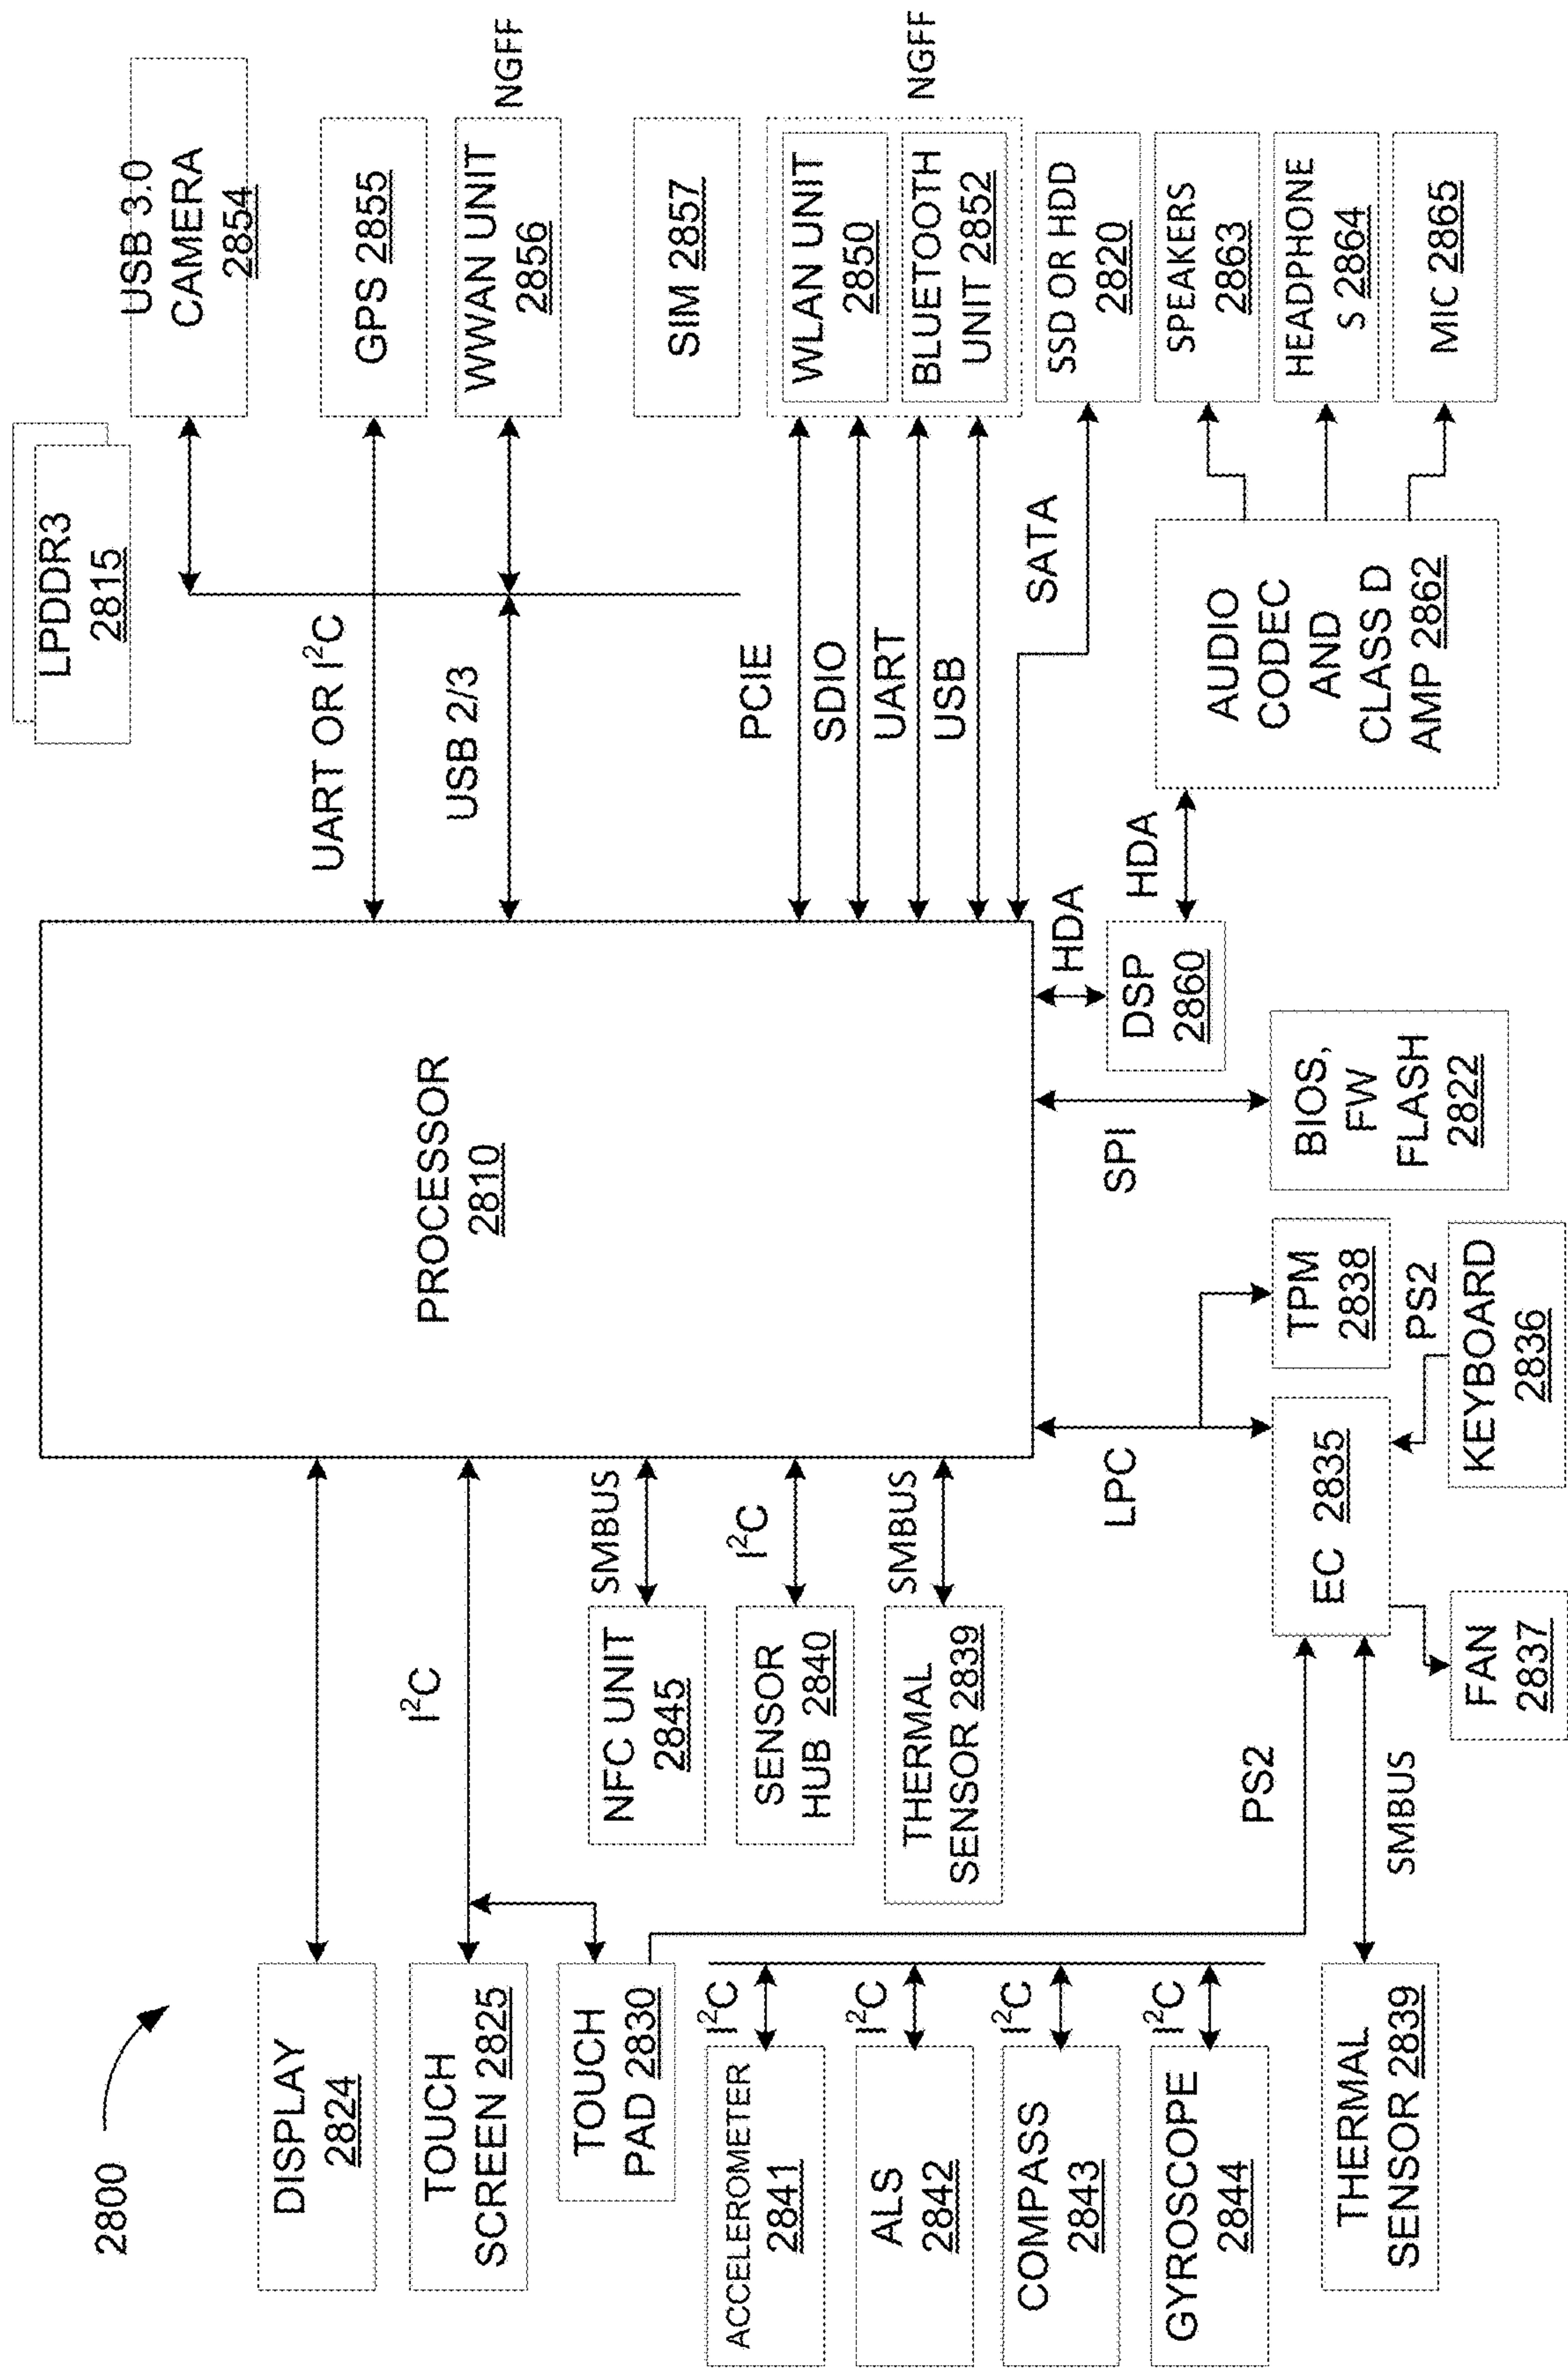 2800
DISPLAY
2824
TOUCH
SCREEN 2825
TOUCH
PAD 2830
I²C
ACCELEROMETER
2841
I²C
ALS
2842
I²C
COMPASS
2843
I²C
GYROSCOPE
2844
I²C
THERMAL
SENSOR 2839
SMBUS
NFC UNIT
2845
SMBUS
SENSOR
HUB 2840
I²C
THERMAL
SENSOR 2839
SMBUS
PS2
PROCESSOR
2810
LPC
EC 2835
FAN
2837
TPM
2838
PS2
KEYBOARD
2836
SPI
BIOS,
FW
FLASH
2822
HDA
DSP
2860
HDA
AUDIO
CODEC
AND
CLASS D
AMP 2862
LPDDR3
2815
UART OR I²C
USB 2/3
PCIE
SDIO
UART
USB
SATA
USB 3.0
CAMERA
2854
GPS 2855
WWAN UNIT
2856
NGFF
SIM 2857
WLAN UNIT
2850
BLUETOOTH
UNIT 2852
NGFF
SSD OR HDD
2820
SPEAKERS
2863
HEADPHONE
S 2864
MIC 2865